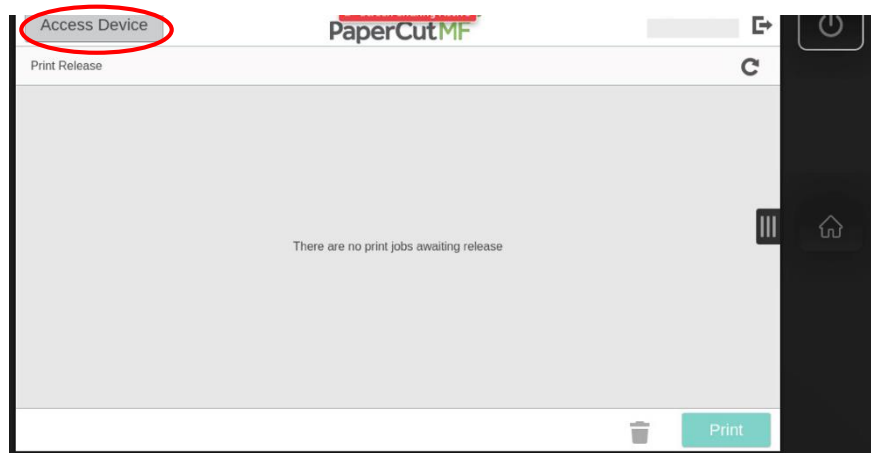 Access Device
PaperCutMF
Print Release
There are no print jobs awaiting release
Print